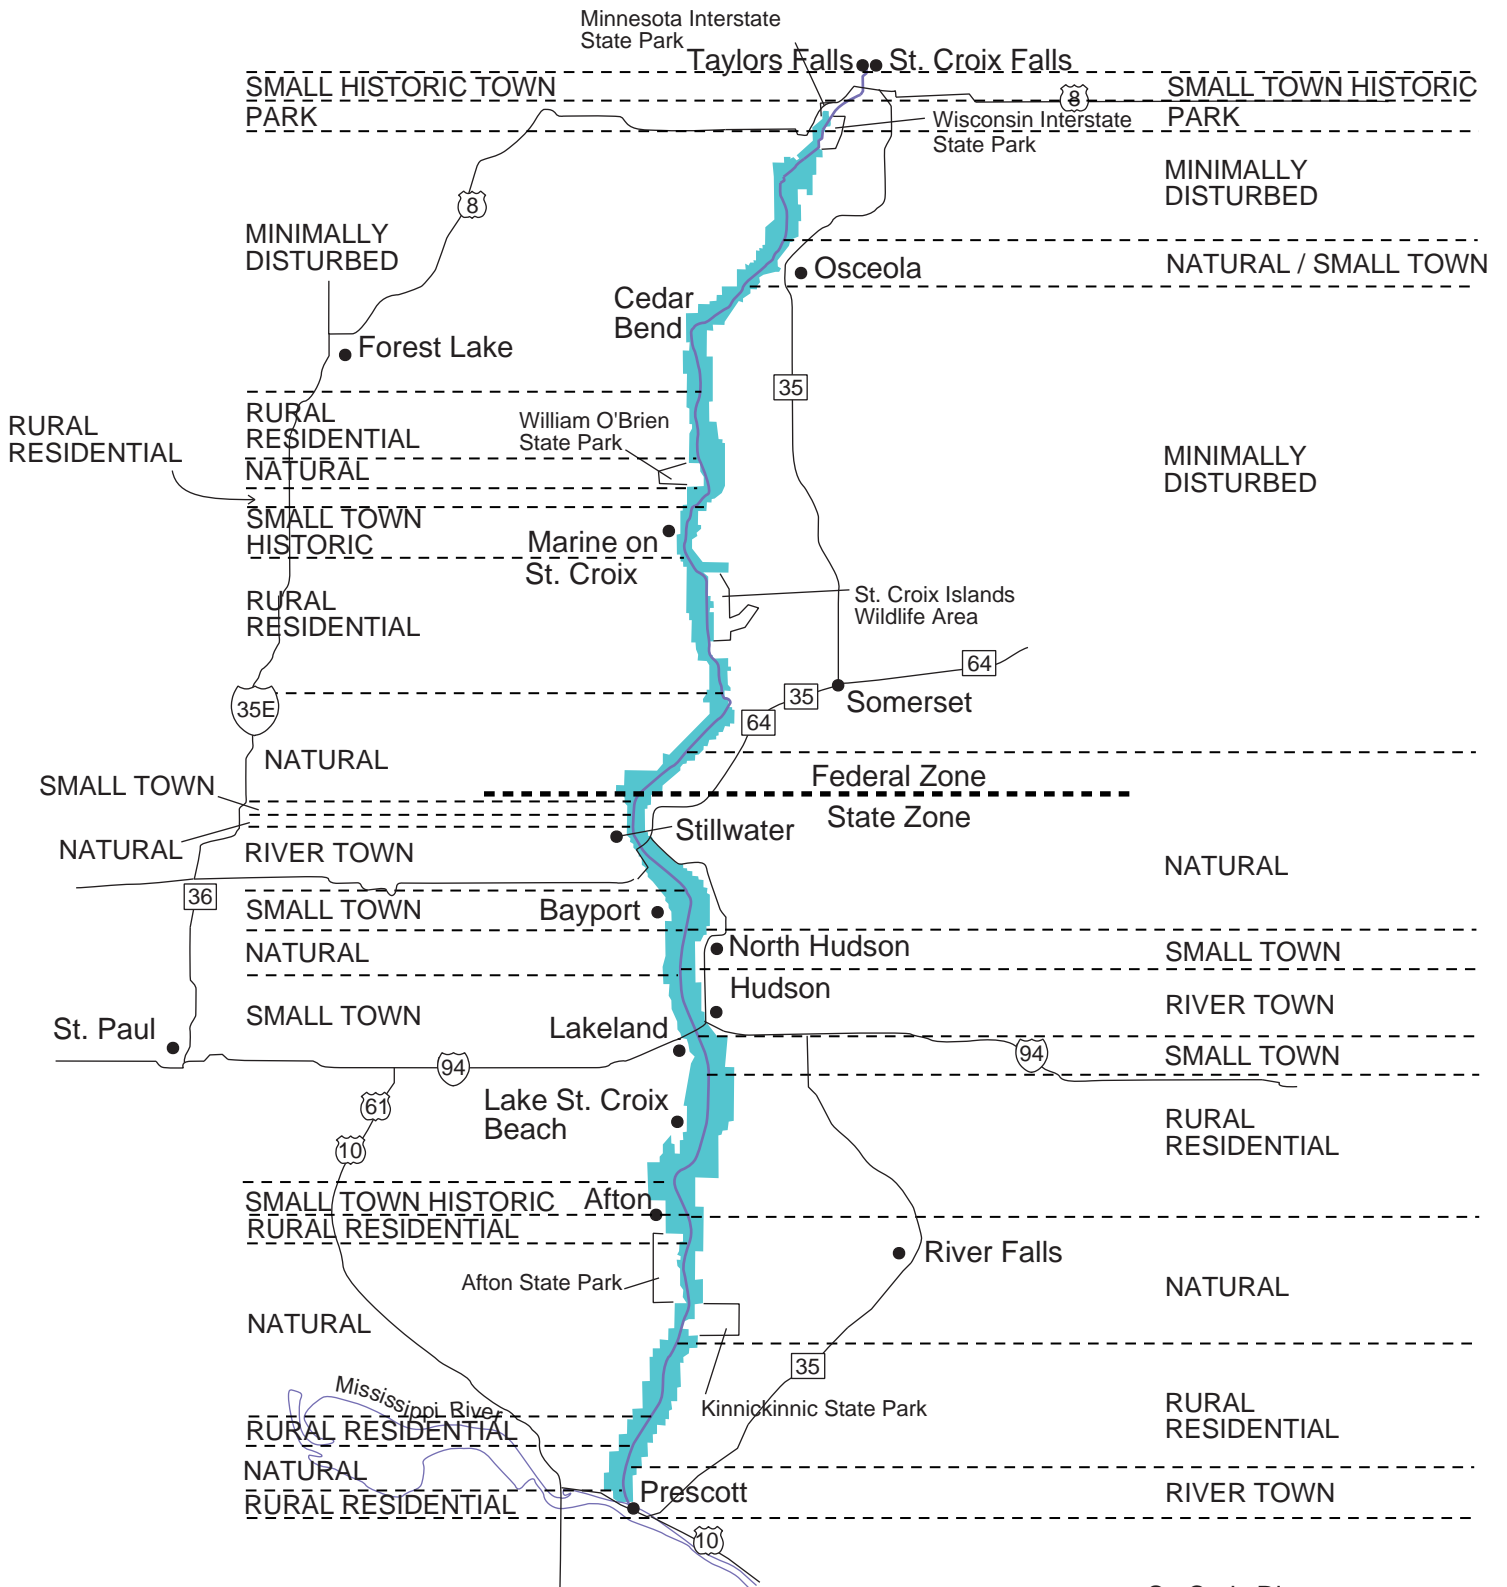 Minnesota Interstate
State Park
Taylors Falls
St. Croix Falls
SMALL HISTORIC TOWN
8
SMALL TOWN HISTORIC
PARK
Wisconsin Interstate
State Park
PARK
MINIMALLY
DISTURBED
8
MINIMALLY
DISTURBED
Osceola
NATURAL / SMALL TOWN
Cedar
Bend
Forest Lake
35
RURAL
RESIDENTIAL
RURAL
RESIDENTIAL
William O'Brien
State Park
NATURAL
MINIMALLY
DISTURBED
SMALL TOWN
HISTORIC
Marine on
St. Croix
RURAL
RESIDENTIAL
St. Croix Islands
Wildlife Area
64
35
Somerset
35E
64
NATURAL
Federal Zone
SMALL TOWN
State Zone
Stillwater
NATURAL
RIVER TOWN
NATURAL
36
SMALL TOWN
Bayport
NATURAL
North Hudson
SMALL TOWN
Hudson
RIVER TOWN
SMALL TOWN
St. Paul
Lakeland
94
94
SMALL TOWN
61
Lake St. Croix
Beach
RURAL
RESIDENTIAL
10
SMALL TOWN HISTORIC
Afton
RURAL RESIDENTIAL
River Falls
Afton State Park
NATURAL
NATURAL
35
Mississippi River
Kinnickinnic State Park
RURAL
RESIDENTIAL
RURAL RESIDENTIAL
NATURAL
Prescott
RIVER TOWN
RURAL RESIDENTIAL
10